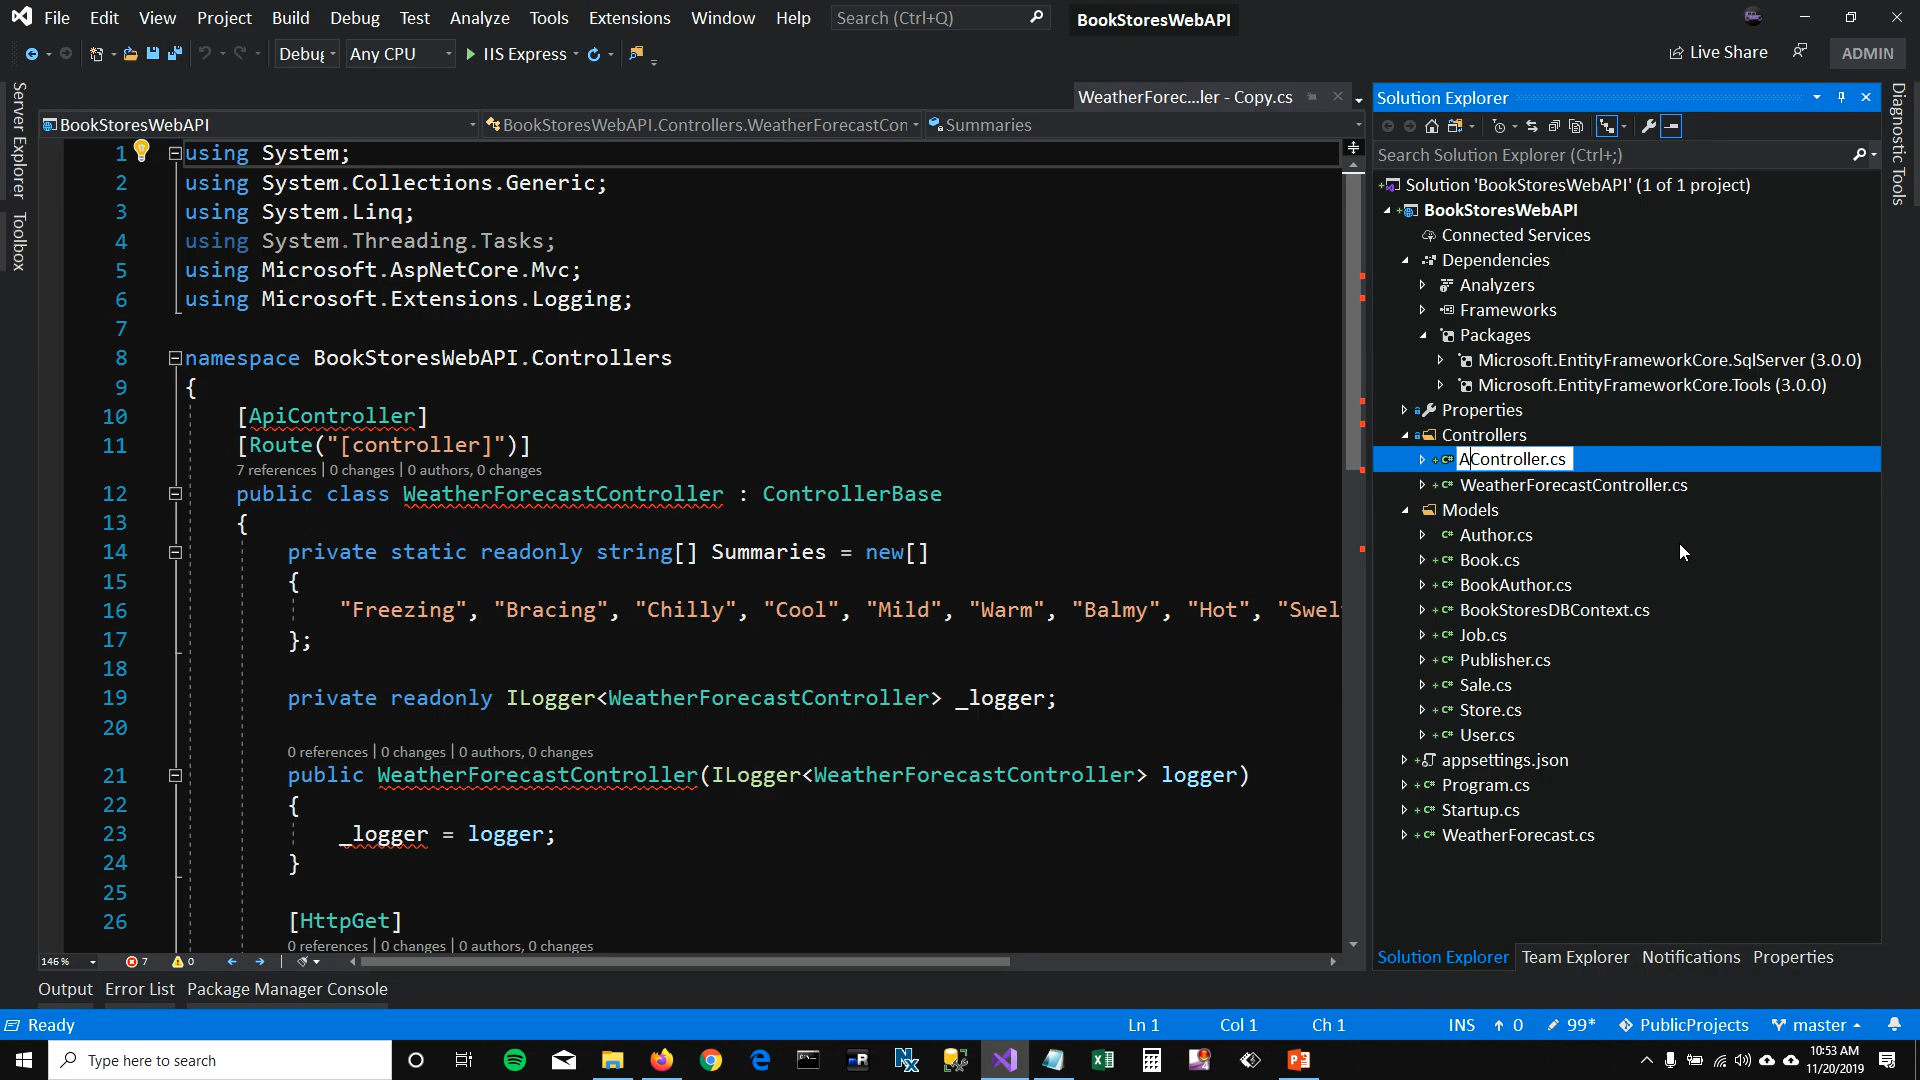 File Edit View Project Build Debug Test Analyze Tools Extensions Window Help Search (Ctrl+Q) BookStoresWebAPI
Debug Any CPU IIS Express Live Share ADMIN
Server Explorer
Toolbox
WeatherForec...ler - Copy.cs
BookStoresWebAPI BookStoresWebAPI.Controllers.WeatherForecastCon Summaries
1 using System;
2 using System.Collections.Generic;
3 using System.Linq;
4 using System.Threading.Tasks;
5 using Microsoft.AspNetCore.Mvc;
6 using Microsoft.Extensions.Logging;
7
8 namespace BookStoresWebAPI.Controllers
9 {
10 [ApiController]
11 [Route("[controller]")]
7 references | 0 changes | 0 authors, 0 changes
12 public class WeatherForecastController : ControllerBase
13 {
14 private static readonly string[] Summaries = new[]
15 {
16 "Freezing", "Bracing", "Chilly", "Cool", "Mild", "Warm", "Balmy", "Hot", "Swel
17 };
18
19 private readonly ILogger<WeatherForecastController> _logger;
20
0 references | 0 changes | 0 authors, 0 changes
21 public WeatherForecastController(ILogger<WeatherForecastController> logger)
22 {
23 _logger = logger;
24 }
25
26 [HttpGet]
0 references | 0 changes | 0 authors, 0 changes
146 % 7 0
Output Error List Package Manager Console
Solution Explorer
Search Solution Explorer (Ctrl+;)
Solution 'BookStoresWebAPI' (1 of 1 project)
BookStoresWebAPI
Connected Services
Dependencies
Analyzers
Frameworks
Packages
Microsoft.EntityFrameworkCore.SqlServer (3.0.0)
Microsoft.EntityFrameworkCore.Tools (3.0.0)
Properties
Controllers
AController.cs
WeatherForecastController.cs
Models
Author.cs
Book.cs
BookAuthor.cs
BookStoresDBContext.cs
Job.cs
Publisher.cs
Sale.cs
Store.cs
User.cs
appsettings.json
Program.cs
Startup.cs
WeatherForecast.cs
Solution Explorer Team Explorer Notifications Properties
Diagnostic Tools
Ready Ln 1 Col 1 Ch 1 INS 0 99* PublicProjects master
Type here to search
10:53 AM
11/20/2019